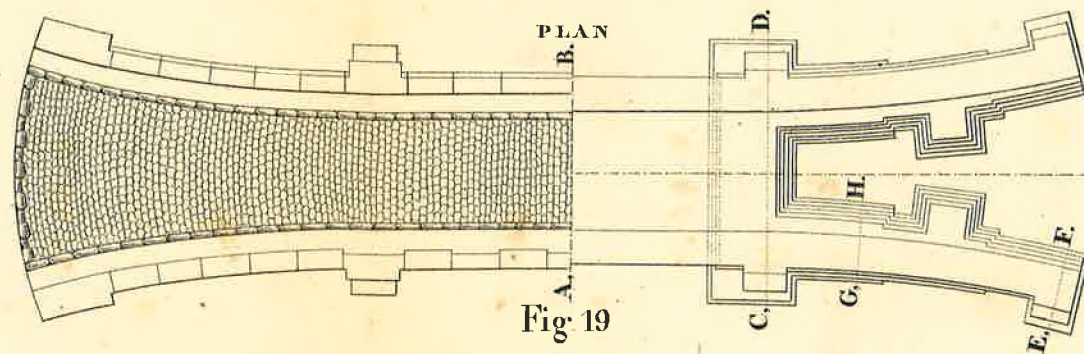 PLAN
B.
D.
H.
F.
A,
C,
G,
E.
Fig 19